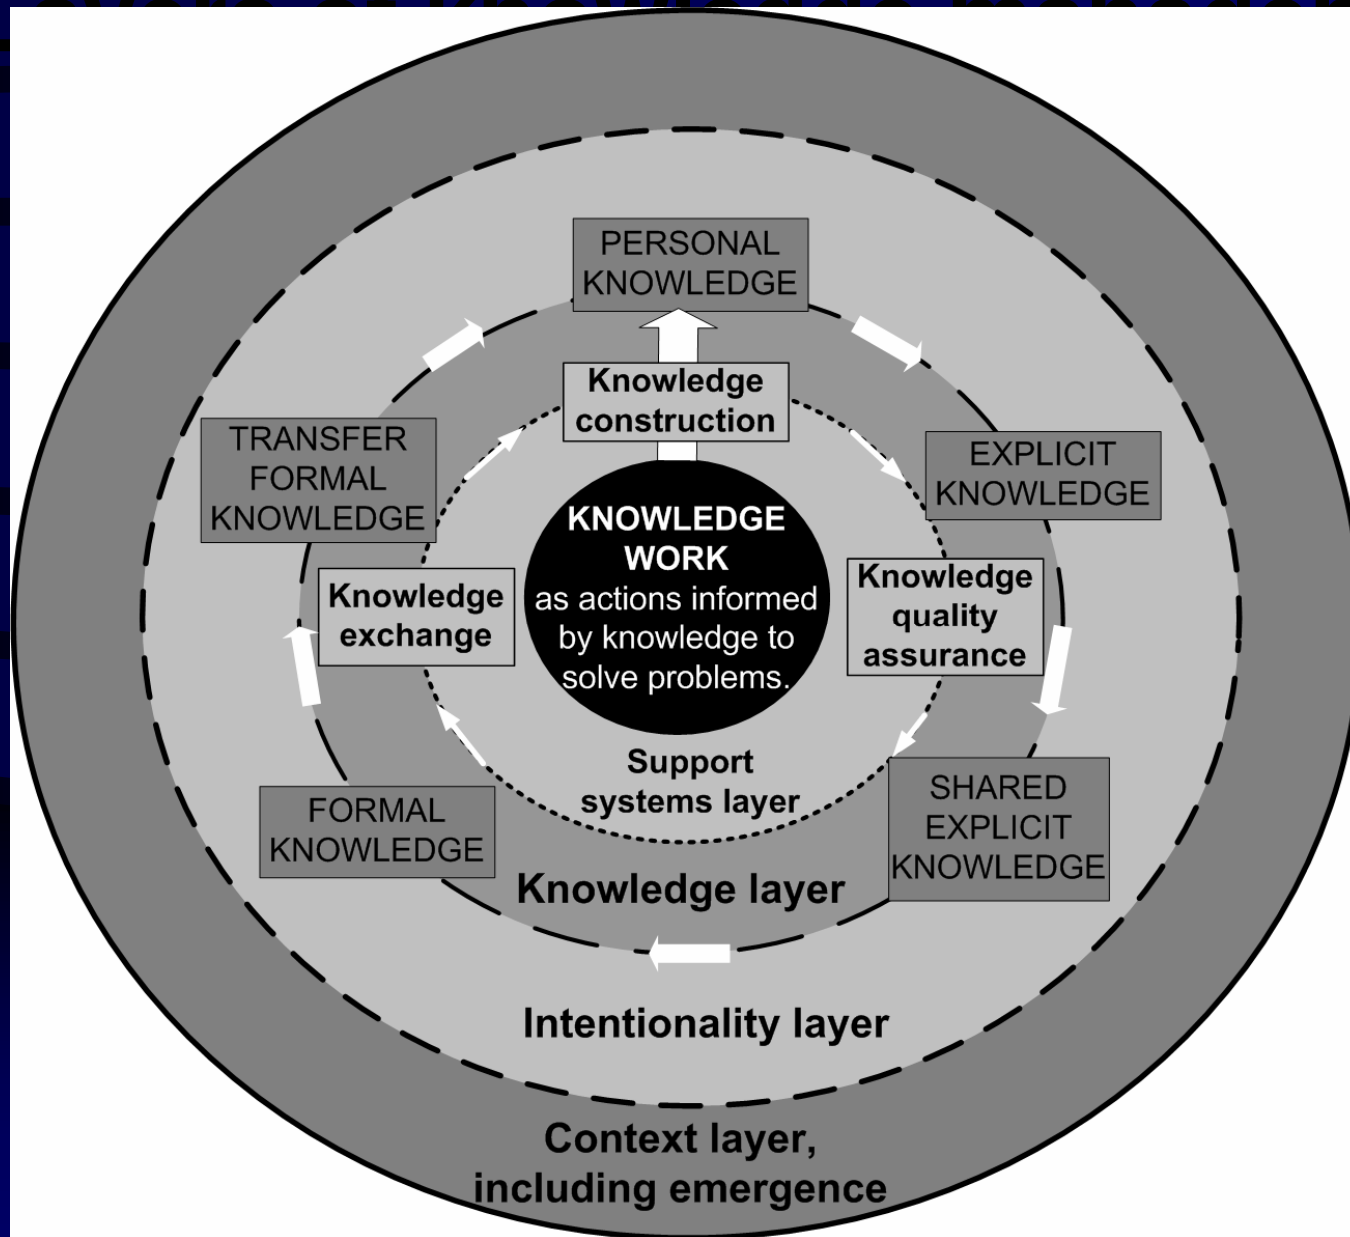 PERSONAL
KNOWLEDGE
Knowledge
construction
TRANSFER
FORMAL
KNOWLEDGE
EXPLICIT
KNOWLEDGE
KNOWLEDGE
WORK
as actions informed
by knowledge to
solve problems.
Knowledge
exchange
Knowledge
quality
assurance
Support
systems layer
FORMAL
KNOWLEDGE
SHARED
EXPLICIT
KNOWLEDGE
Knowledge layer
Intentionality layer
Context layer,
including emergence